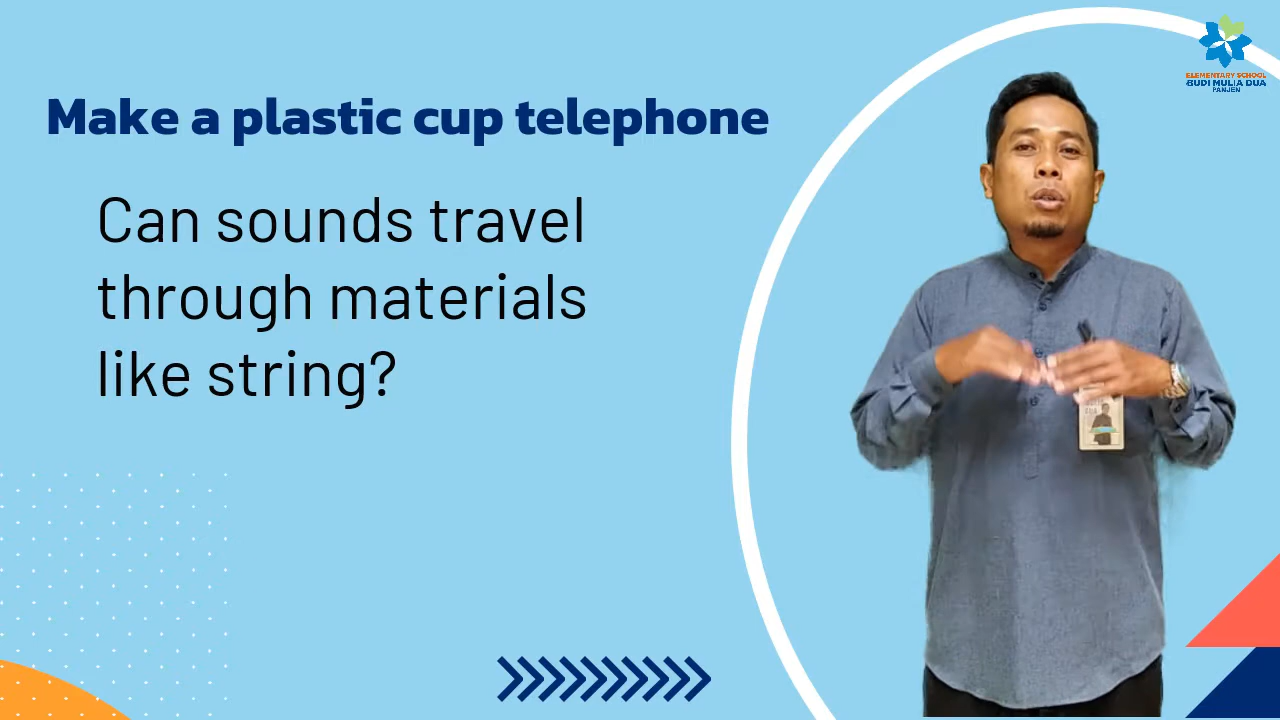 Make a plastic cup telephone
Can sounds travel
through materials
like string?
ELEMENTARY SCHOOL
BUDI MULIA DUA
PANJEN